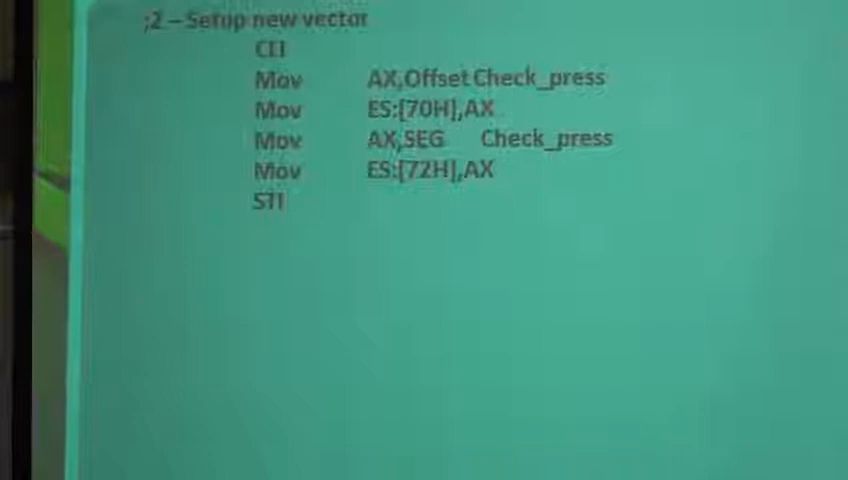 ;2 – Setup new vector
CLI
Mov AX,Offset Check_press
Mov ES:[70H],AX
Mov AX,SEG Check_press
Mov ES:[72H],AX
STI